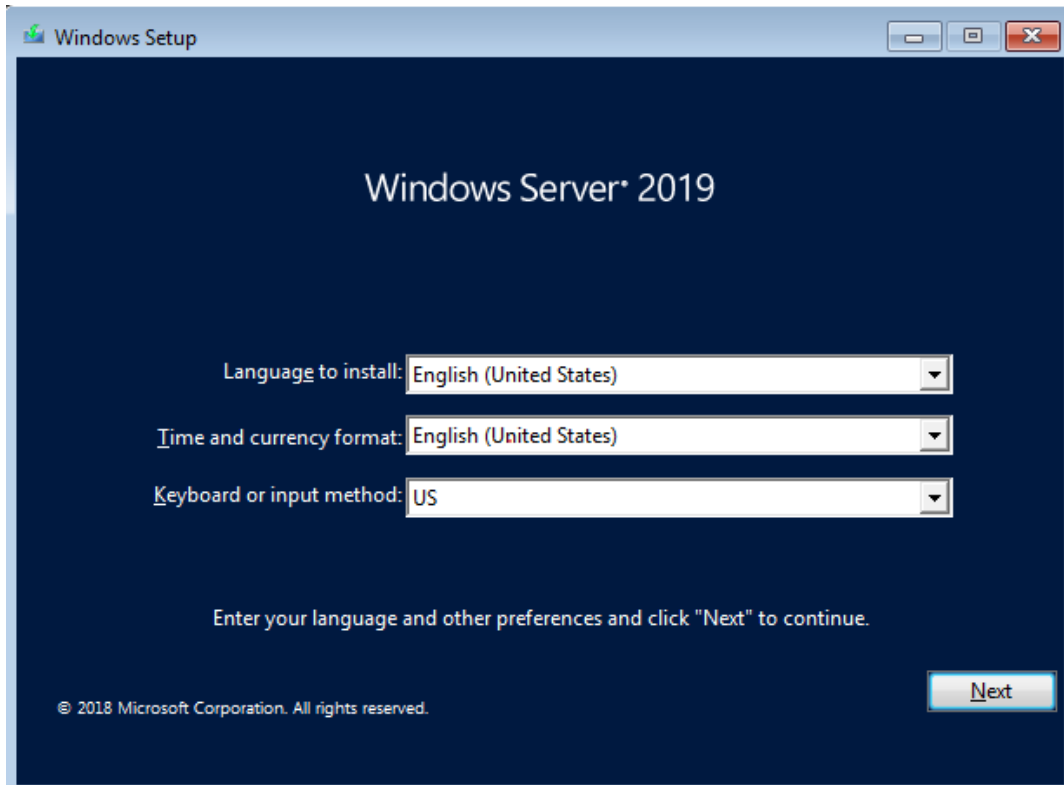 Windows Setup
Windows Server® 2019
Language to install: English (United States)
Time and currency format: English (United States)
Keyboard or input method: US
Enter your language and other preferences and click "Next" to continue.
Next
© 2018 Microsoft Corporation. All rights reserved.